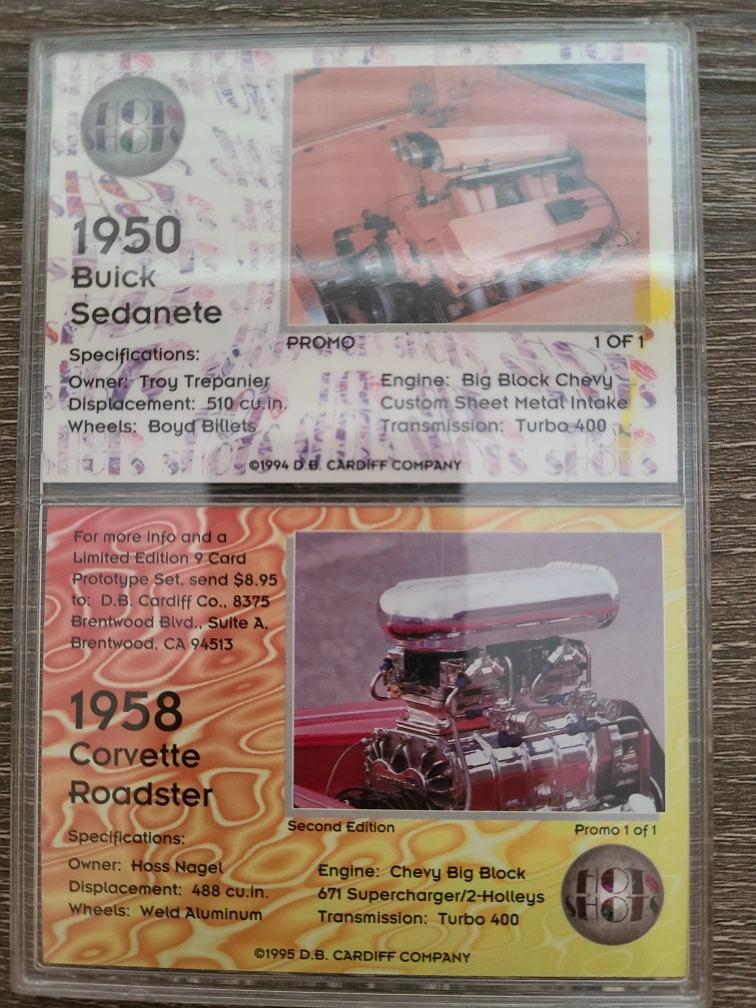 HOT
SHOTS
1950
Buick
Sedanete
PROMO 1 OF 1
Specifications:
Owner: Troy Trepanier
Displacement: 510 cu.in.
Wheels: Boyd Billets
Engine: Big Block Chevy
Custom Sheet Metal Intake
Transmission: Turbo 400
©1994 D.B. CARDIFF COMPANY
For more info and a
Limited Edition 9 Card
Prototype Set, send $8.95
to: D.B. Cardiff Co., 8375
Brentwood Blvd., Suite A,
Brentwood, CA 94513
1958
Corvette
Roadster
Second Edition Promo 1 of 1
Specifications:
Owner: Hoss Nagel
Displacement: 488 cu.in.
Wheels: Weld Aluminum
Engine: Chevy Big Block
671 Supercharger/2-Holleys
Transmission: Turbo 400
HOT
SHOTS
©1995 D.B. CARDIFF COMPANY